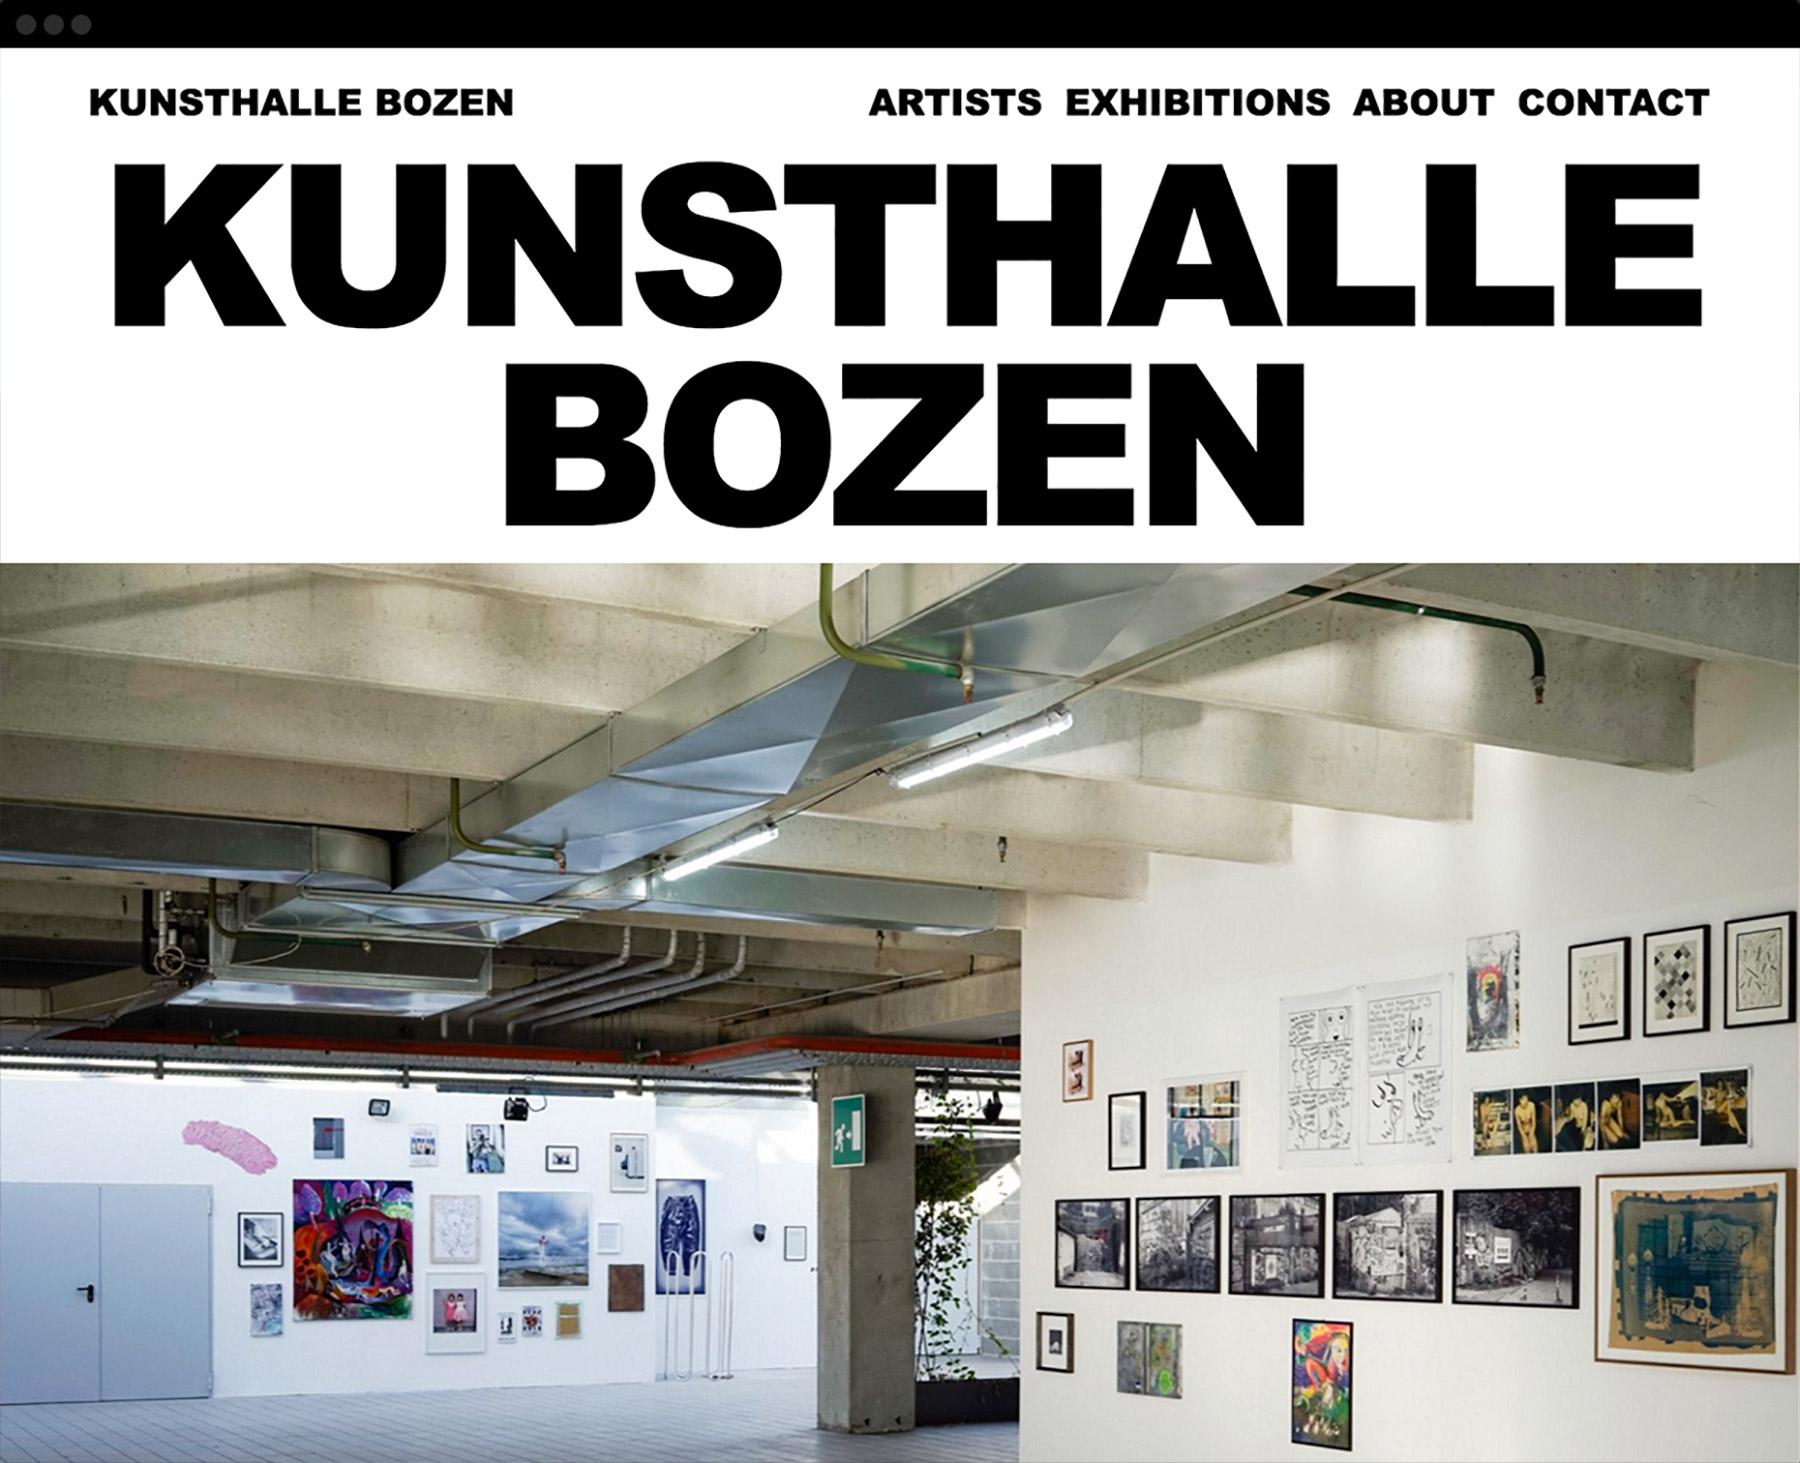 KUNSTHALLE BOZEN
ARTISTS EXHIBITIONS ABOUT CONTACT
KUNSTHALLE
BOZEN